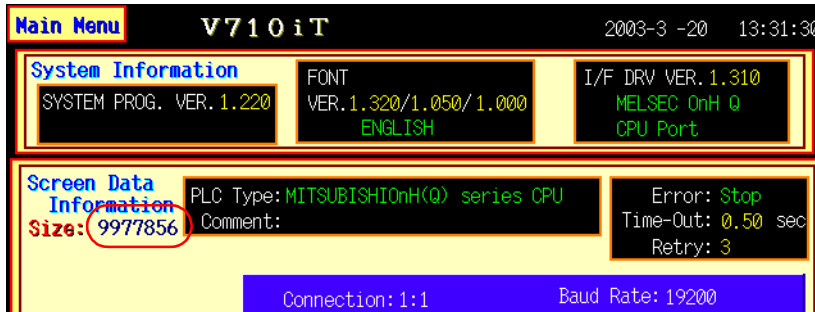 Main Menu V710iT 2003-3 -20 13:31:30
System Information
SYSTEM PROG. VER.1.220
FONT
VER.1.320/1.050/1.000
ENGLISH
I/F DRV VER.1.310
MELSEC QnH Q
CPU Port
Screen Data
Information
Size: 9977856
PLC Type:MITSUBISHIQnH(Q) series CPU
Comment:
Error:Stop
Time-Out:0.50 sec
Retry:3
Connection:1:1 Baud Rate:19200